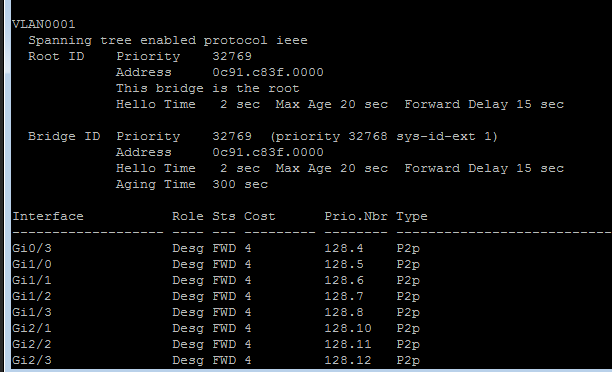 VLAN0001
  Spanning tree enabled protocol ieee
  Root ID    Priority    32769
             Address     0c91.c83f.0000
             This bridge is the root
             Hello Time   2 sec  Max Age 20 sec  Forward Delay 15 sec

  Bridge ID  Priority    32769  (priority 32768 sys-id-ext 1)
             Address     0c91.c83f.0000
             Hello Time   2 sec  Max Age 20 sec  Forward Delay 15 sec
             Aging Time  300 sec

Interface           Role Sts Cost      Prio.Nbr Type
------------------- ---- --- --------- -------- --------------------------------
Gi0/3               Desg FWD 4         128.4    P2p
Gi1/0               Desg FWD 4         128.5    P2p
Gi1/1               Desg FWD 4         128.6    P2p
Gi1/2               Desg FWD 4         128.7    P2p
Gi1/3               Desg FWD 4         128.8    P2p
Gi2/1               Desg FWD 4         128.10   P2p
Gi2/2               Desg FWD 4         128.11   P2p
Gi2/3               Desg FWD 4         128.12   P2p